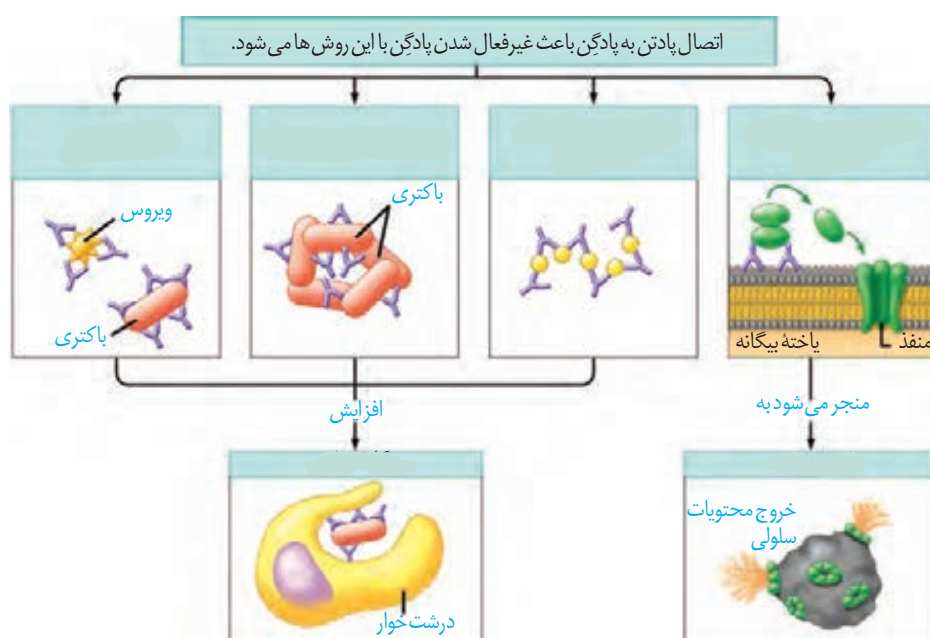 اتصال پادتن به پادگِن باعث غیرفعال شدن پادگِن با این روش ها می شود.
ویروس
باکتری
باکتری
منفذ
یاختهٔ بیگانه
افزایش
منجر می‌شود به
درشت‌خوار
خروج محتویات
سلولی